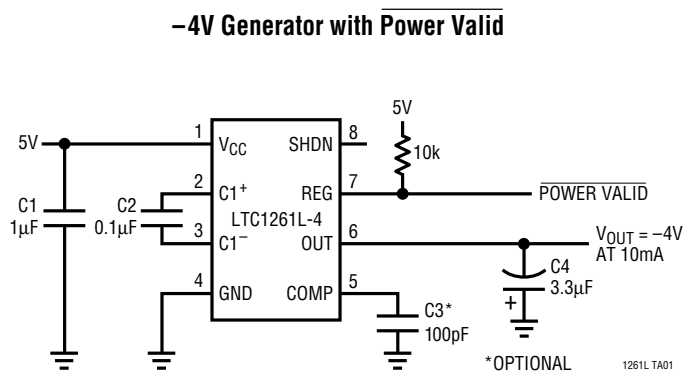 –4V Generator with Power Valid
5V
5V
1
VCC
SHDN
8
10k
2
C1+
REG
7
POWER VALID
C1
1µF
C2
0.1µF
LTC1261L-4
3
C1–
OUT
6
VOUT = –4V
AT 10mA
4
GND
COMP
5
C4
3.3µF
+
C3*
100pF
*OPTIONAL
1261L TA01